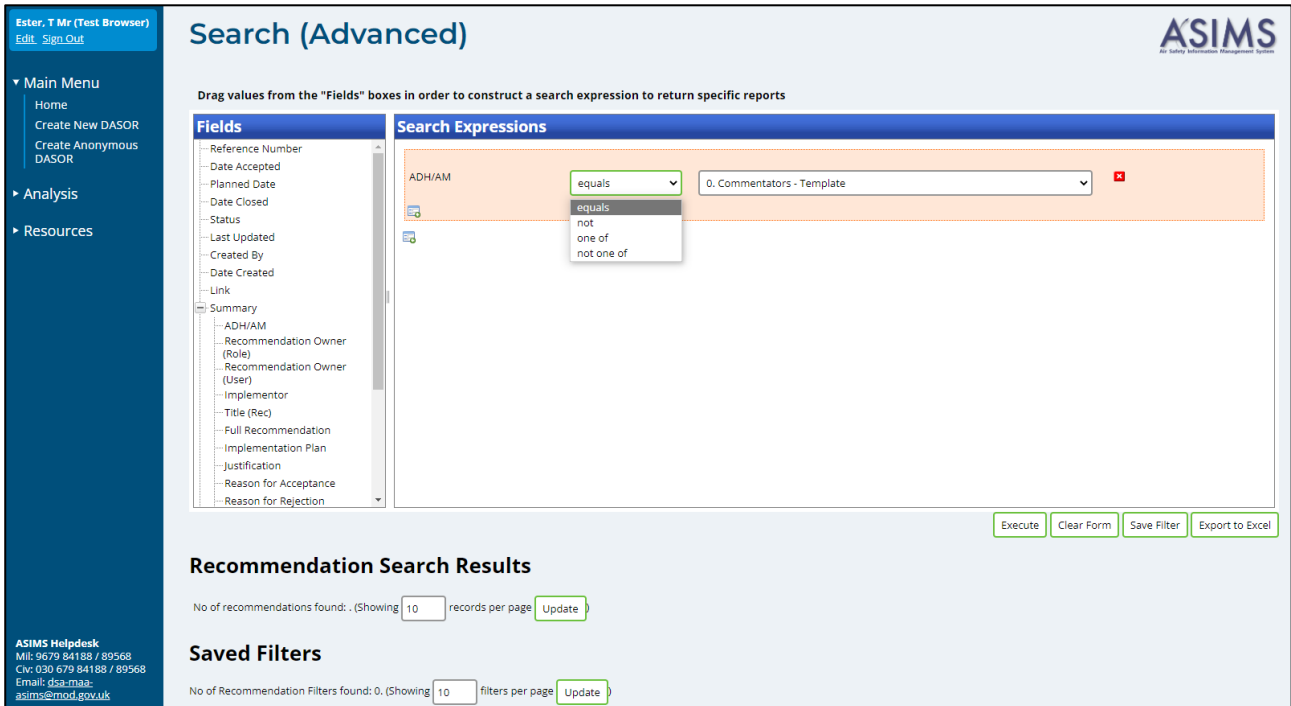 Ester, T Mr (Test Browser)
Edit Sign Out
Main Menu
Home
Create New DASOR
Create Anonymous
DASOR
Analysis
Resources
ASIMS Helpdesk
Mil: 9679 84188 / 89568
Civ: 030 679 84188 / 89568
Email: dsa-maa-
asims@mod.gov.uk
Search (Advanced)
ASIMS
Air Safety Information Management System
Drag values from the "Fields" boxes in order to construct a search expression to return specific reports
Fields
Reference Number
Date Accepted
Planned Date
Date Closed
Status
Last Updated
Created By
Date Created
Link
Summary
ADH/AM
Recommendation Owner
(Role)
Recommendation Owner
(User)
Implementor
Title (Rec)
Full Recommendation
Implementation Plan
Justification
Reason for Acceptance
Reason for Rejection
Search Expressions
ADH/AM
equals
0. Commentators - Template
equals
not
one of
not one of
Execute
Clear Form
Save Filter
Export to Excel
Recommendation Search Results
No of recommendations found: . (Showing 10 records per page Update )
Saved Filters
No of Recommendation Filters found: 0. (Showing 10 filters per page Update )